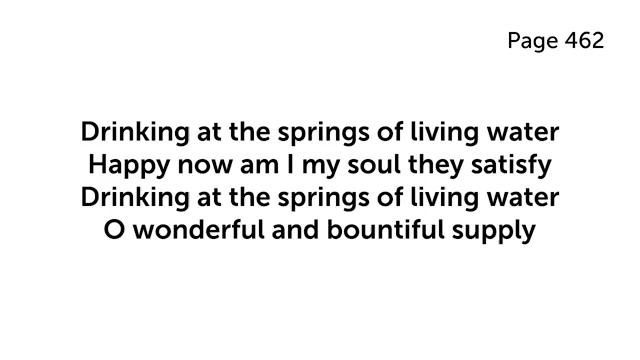 Page 462
Drinking at the springs of living water
Happy now am I my soul they satisfy
Drinking at the springs of living water
O wonderful and bountiful supply